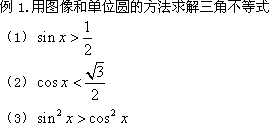 例 1.用图像和单位圆的方法求解三角不等式
(1) sin x > 1/2
(2) cos x < √3/2
(3) sin² x > cos² x